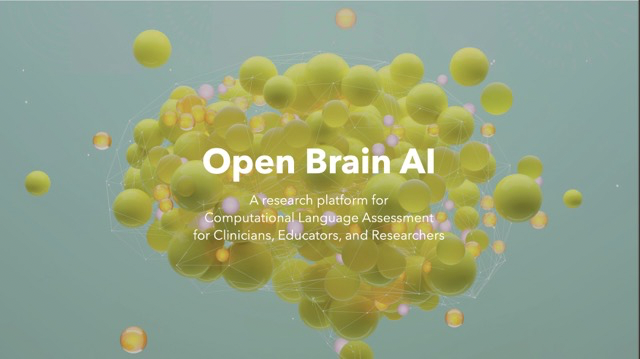 Open Brain AI
A research platform for
Computational Language Assessment
for Clinicians, Educators, and Researchers